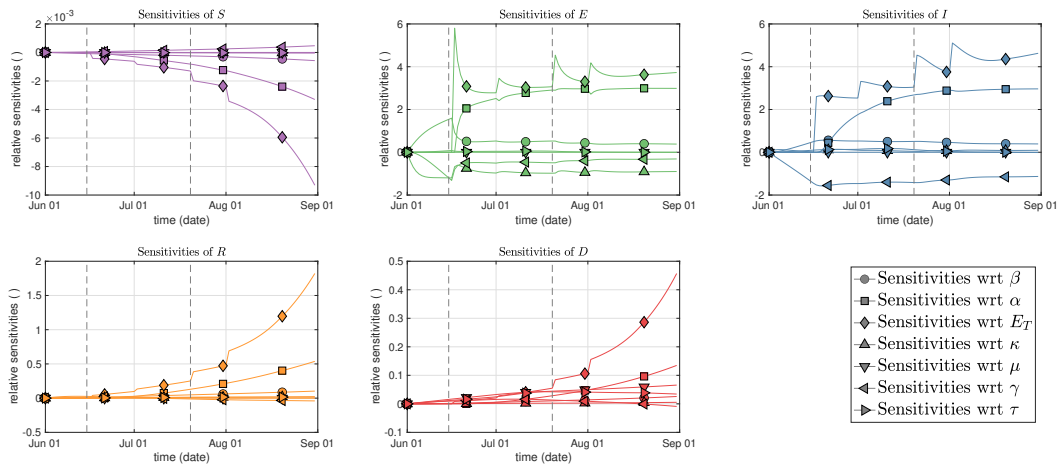 Sensitivities of S
×10⁻³
relative sensitivities ( )
2
0
-2
-4
-6
-8
-10
Jun 01 Jul 01 Aug 01 Sep 01
time (date)
Sensitivities of E
relative sensitivities ( )
6
4
2
0
-2
Jun 01 Jul 01 Aug 01 Sep 01
time (date)
Sensitivities of I
relative sensitivities ( )
6
4
2
0
-2
Jun 01 Jul 01 Aug 01 Sep 01
time (date)
Sensitivities of R
relative sensitivities ( )
2
1.5
1
0.5
0
-0.5
Jun 01 Jul 01 Aug 01 Sep 01
time (date)
Sensitivities of D
relative sensitivities ( )
0.5
0.4
0.3
0.2
0.1
0
-0.1
Jun 01 Jul 01 Aug 01 Sep 01
time (date)
Sensitivities wrt β
Sensitivities wrt α
Sensitivities wrt E_T
Sensitivities wrt κ
Sensitivities wrt μ
Sensitivities wrt γ
Sensitivities wrt τ